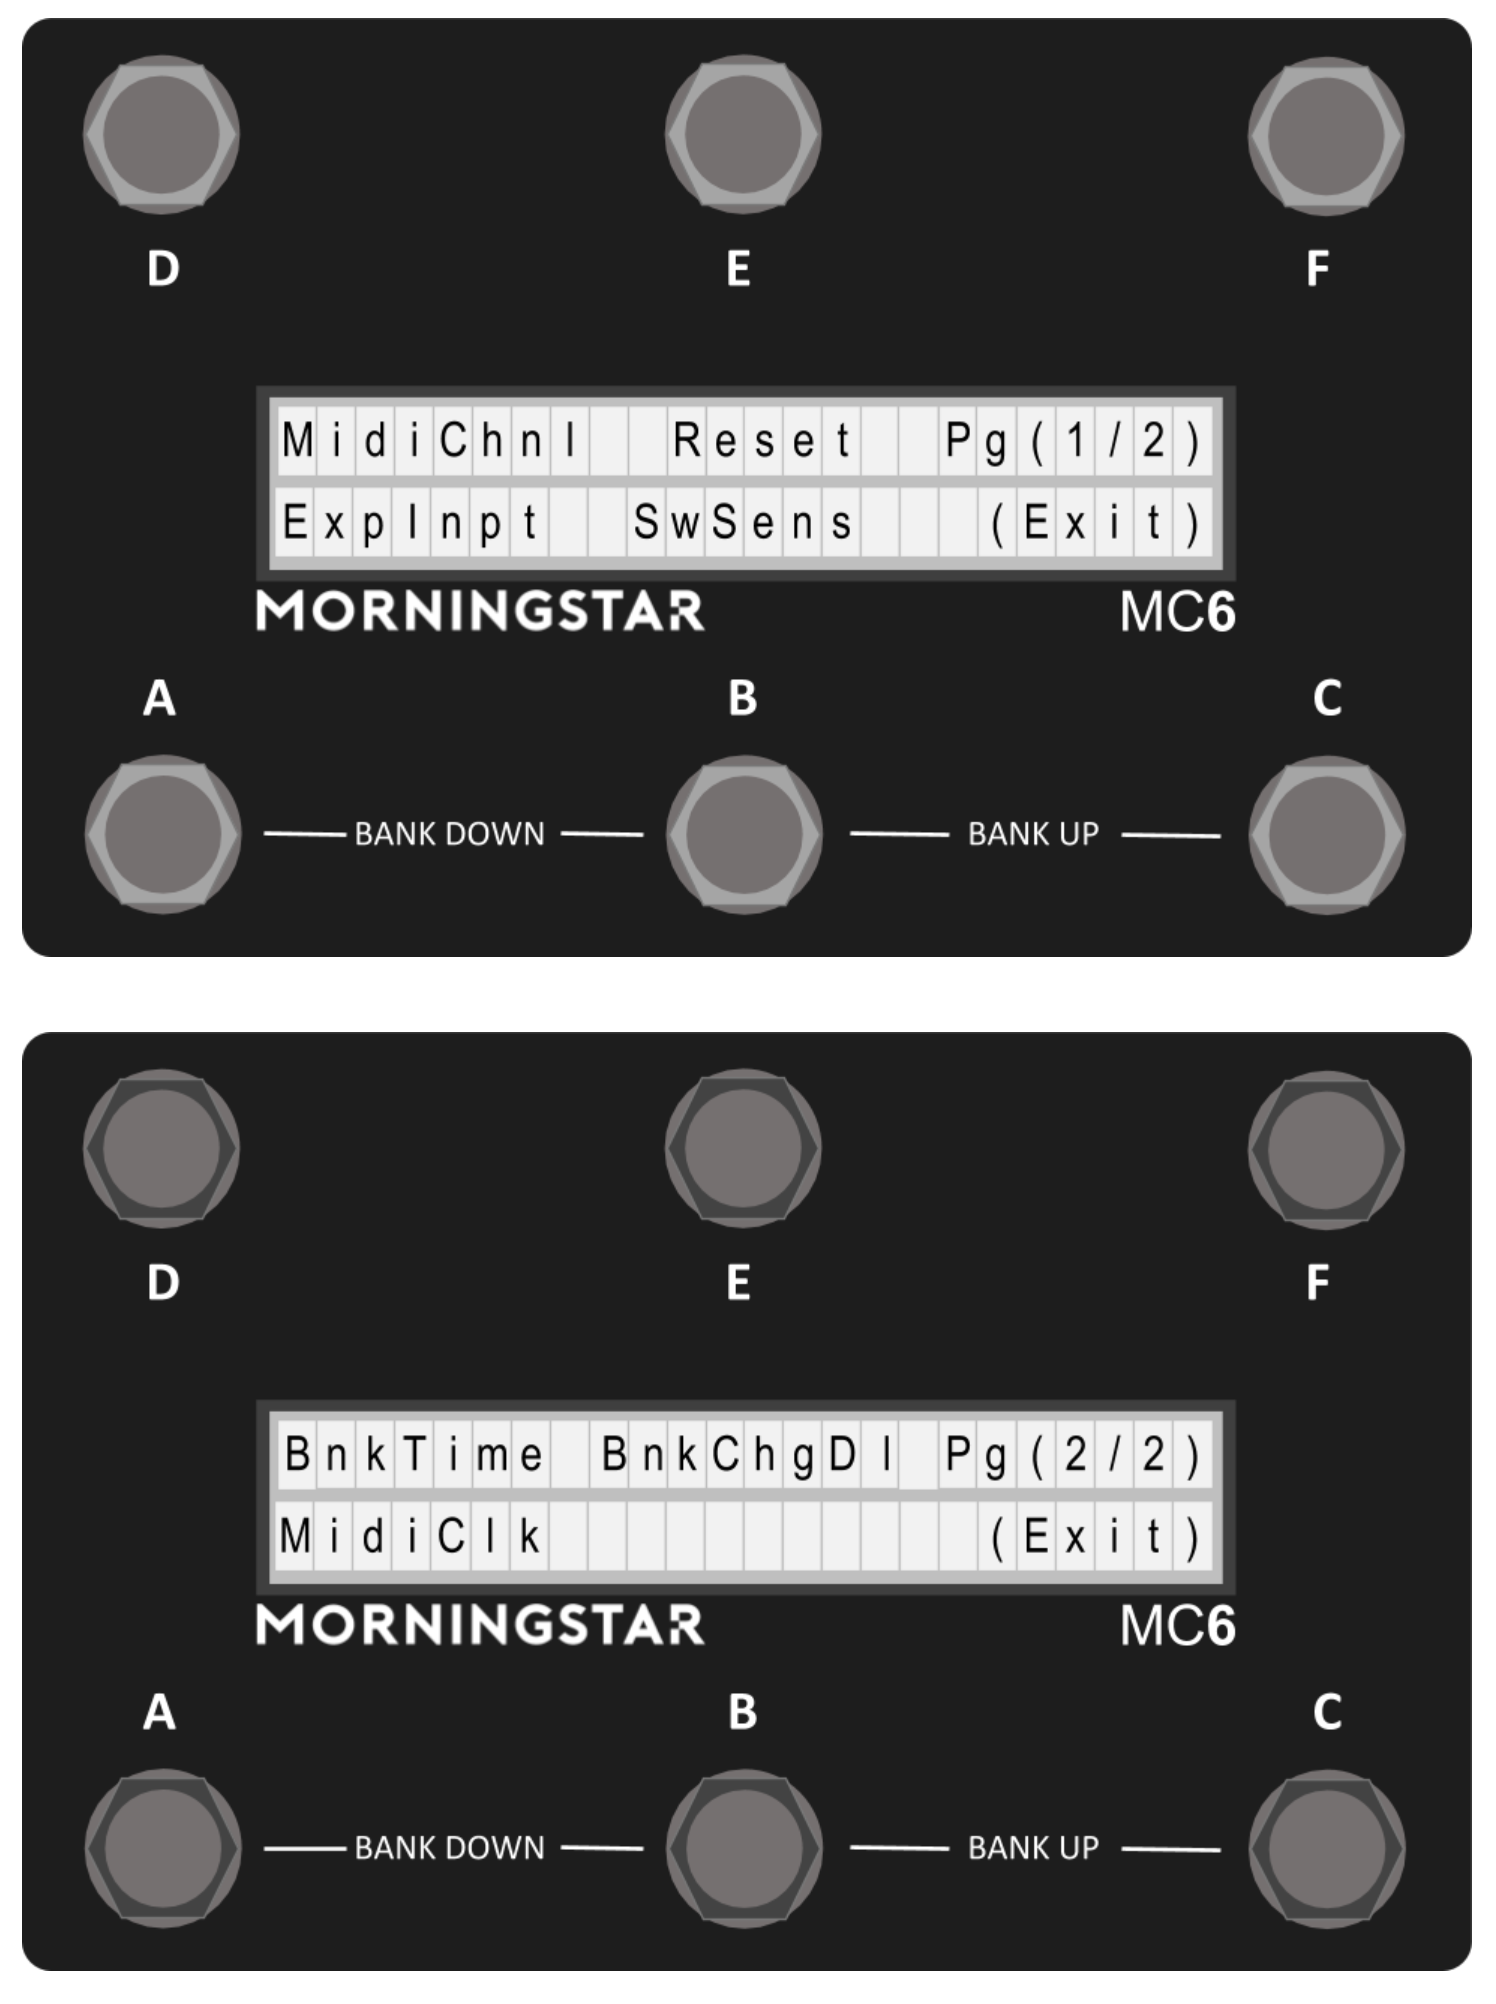 D E F
MidiChnl Reset Pg(1/2)
ExpInpt SwSens (Exit)
MORNINGSTAR MC6
A B C
BANK DOWN BANK UP
D E F
BnkTime BnkChgDl Pg(2/2)
MidiClk (Exit)
MORNINGSTAR MC6
A B C
BANK DOWN BANK UP